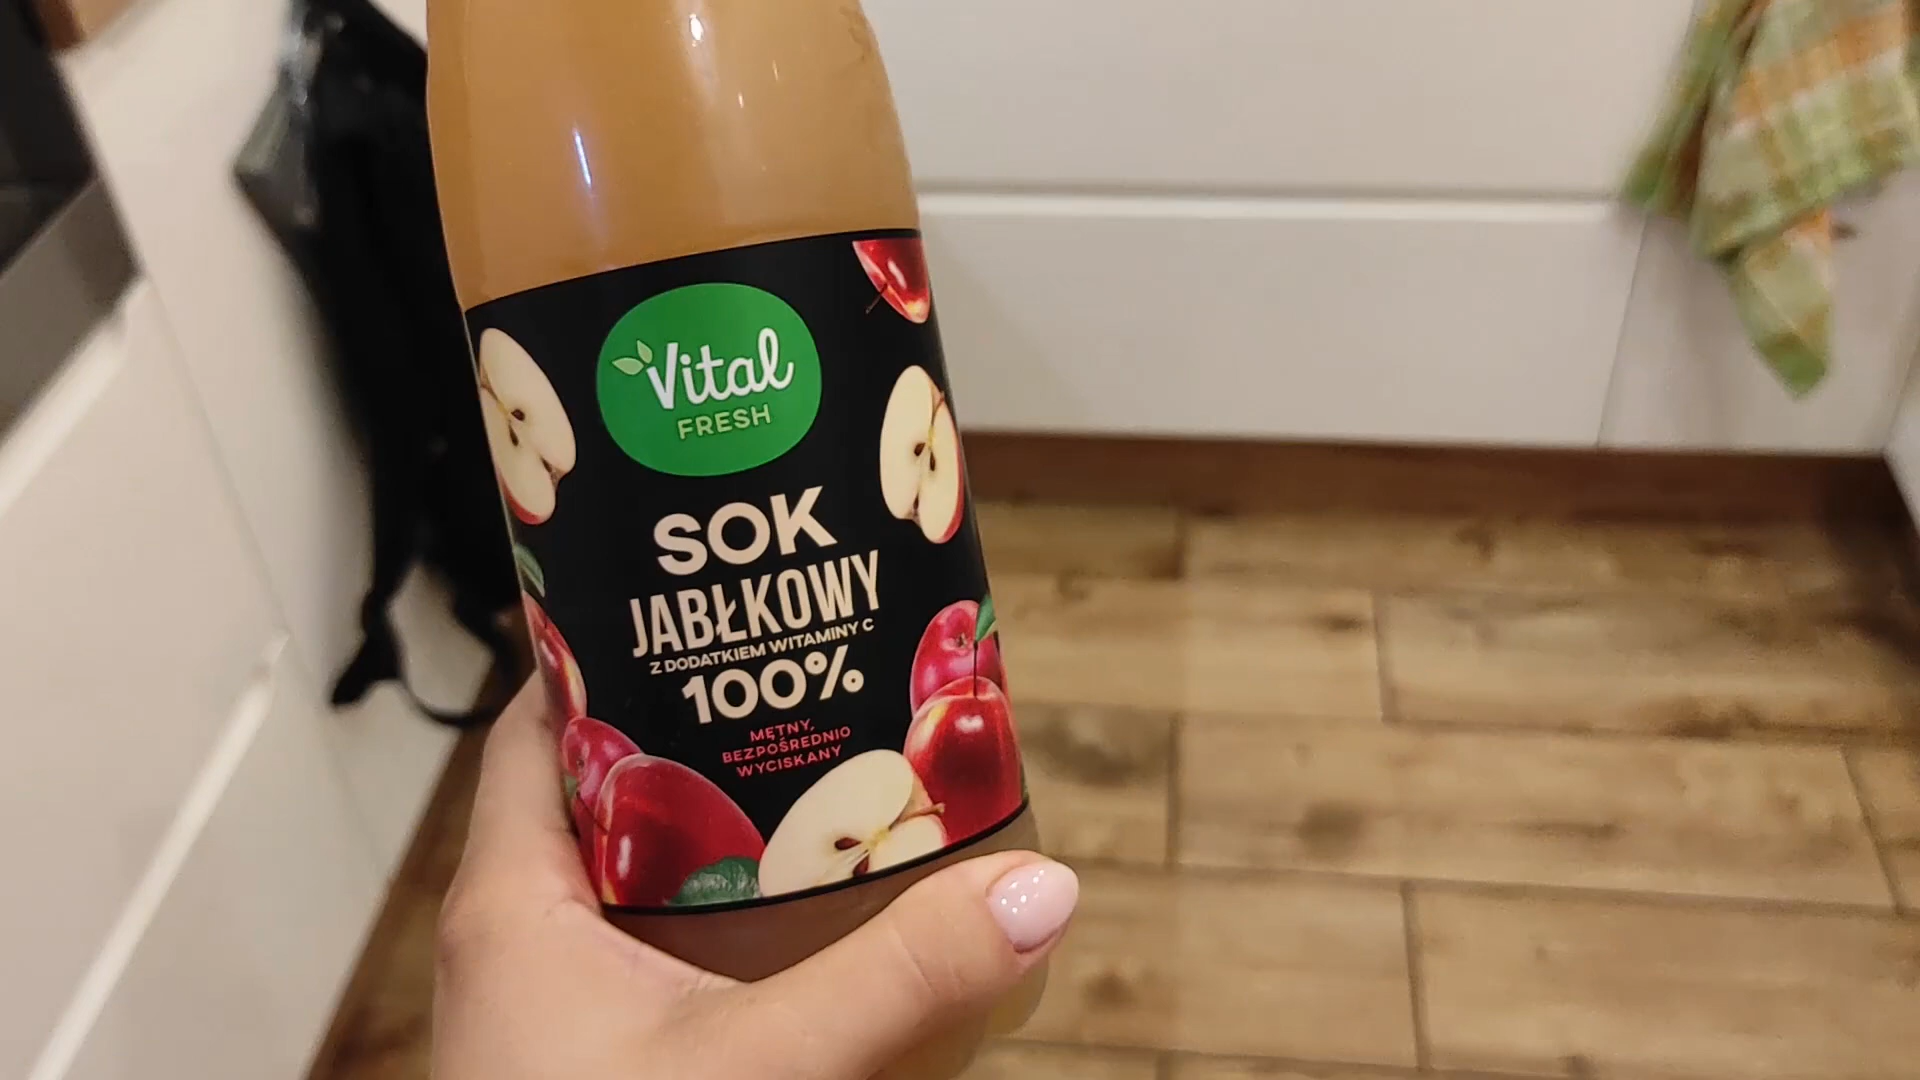 Vital
FRESH
SOK
JABŁKOWY
Z DODATKIEM WITAMINY C
100%
MĘTNY,
BEZPOŚREDNIO
WYCISKANY